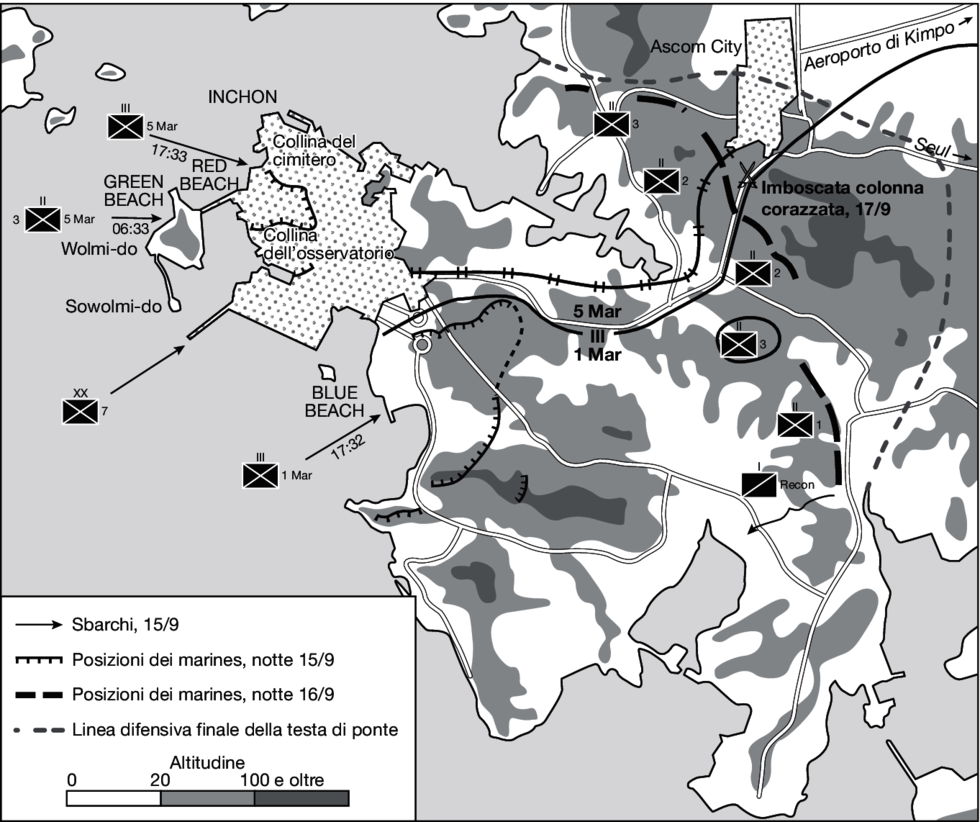 Ascom City
Aeroporto di Kimpo
INCHON
III
5 Mar
17:33
Collina del
cimitero
RED
BEACH
II
3
II
2
Seul
Imboscata colonna
corazzata, 17/9
GREEN
BEACH
II
3
5 Mar
06:33
Wolmi-do
Collina
dell'osservatorio
Sowolmi-do
II
2
5 Mar
III
1 Mar
II
3
XX
7
BLUE
BEACH
17:32
III
1 Mar
II
1
I
Recon
Sbarchi, 15/9
Posizioni dei marines, notte 15/9
Posizioni dei marines, notte 16/9
Linea difensiva finale della testa di ponte
Altitudine
0 20 100 e oltre